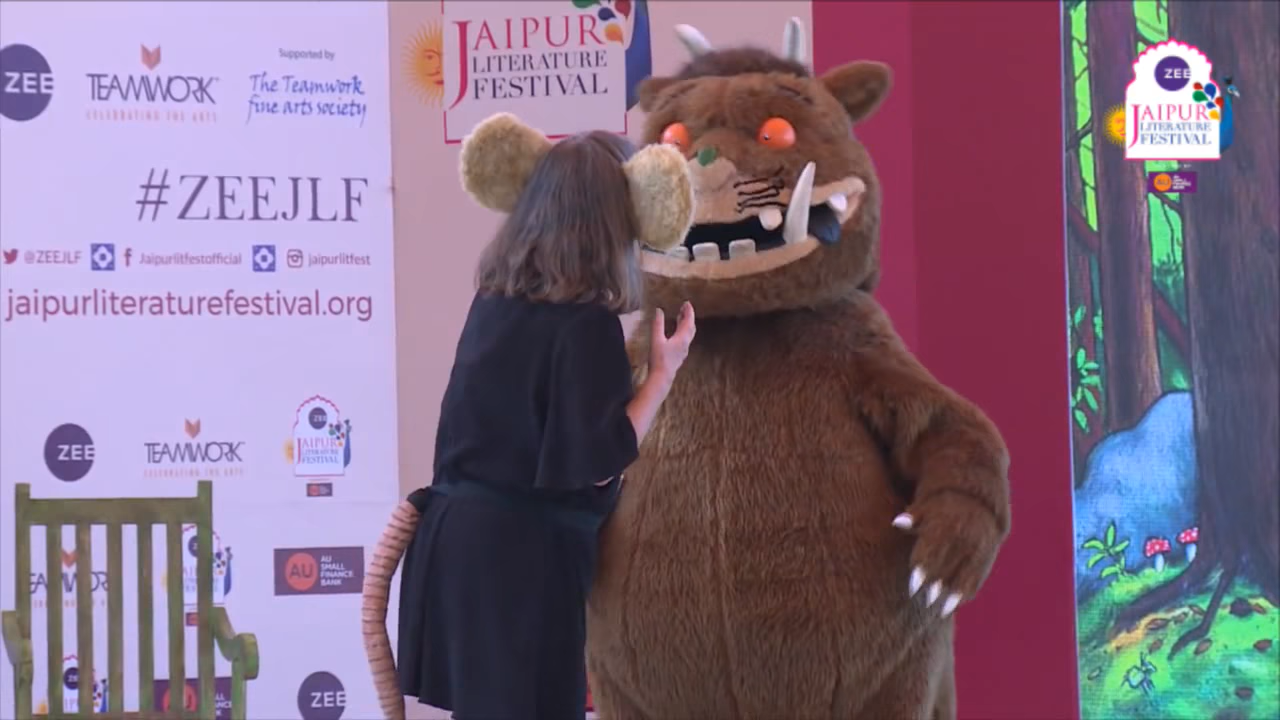 ZEE
TEAMWORK
CELEBRATING THE ARTS
Supported by
The Teamwork
fine arts society
#ZEEJLF
@ZEEJLF
Jaipurlitfestofficial
jaipurlitfest
jaipurliteraturefestival.org
ZEE
TEAMWORK
CELEBRATING THE ARTS
ZEE
JAIPUR
LITERATURE
FESTIVAL
AU
SMALL
FINANCE
BANK
ZEE
JAIPUR
LITERATURE
FESTIVAL
ZEE
JAIPUR
LITERATURE
FESTIVAL
AU